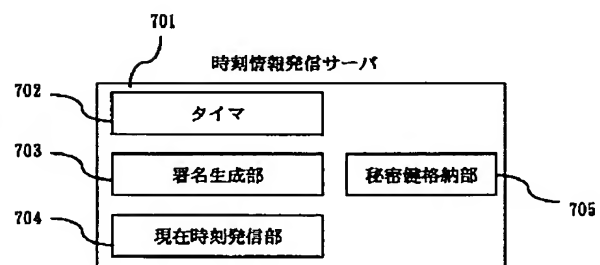 701
時刻情報発信サーバ
702
タイマ
703
署名生成部
秘密鍵格納部
705
704
現在時刻発信部